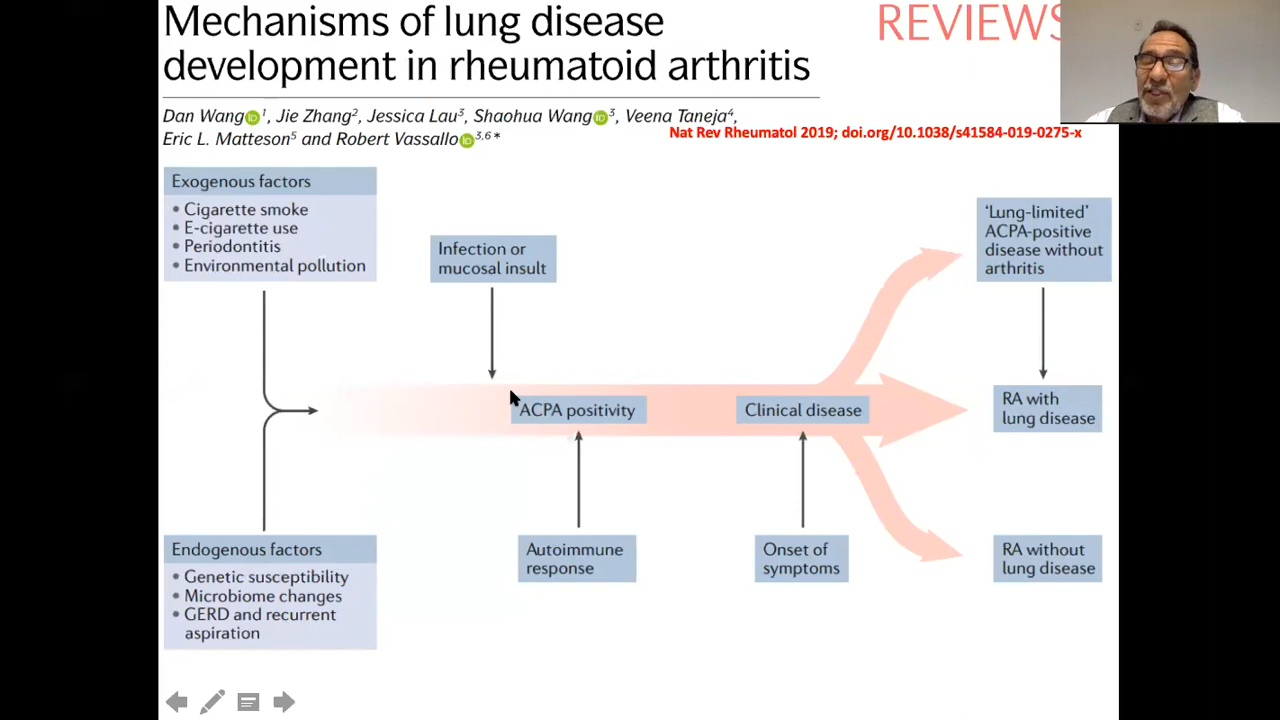 Mechanisms of lung disease
development in rheumatoid arthritis
REVIEWS
Dan Wang 1, Jie Zhang2, Jessica Lau3, Shaohua Wang 3, Veena Taneja4,
Eric L. Matteson5 and Robert Vassallo 3,6*
Nat Rev Rheumatol 2019; doi.org/10.1038/s41584-019-0275-x
Exogenous factors
• Cigarette smoke
• E-cigarette use
• Periodontitis
• Environmental pollution
Infection or
mucosal insult
'Lung-limited'
ACPA-positive
disease without
arthritis
ACPA positivity
Clinical disease
RA with
lung disease
Endogenous factors
• Genetic susceptibility
• Microbiome changes
• GERD and recurrent
aspiration
Autoimmune
response
Onset of
symptoms
RA without
lung disease